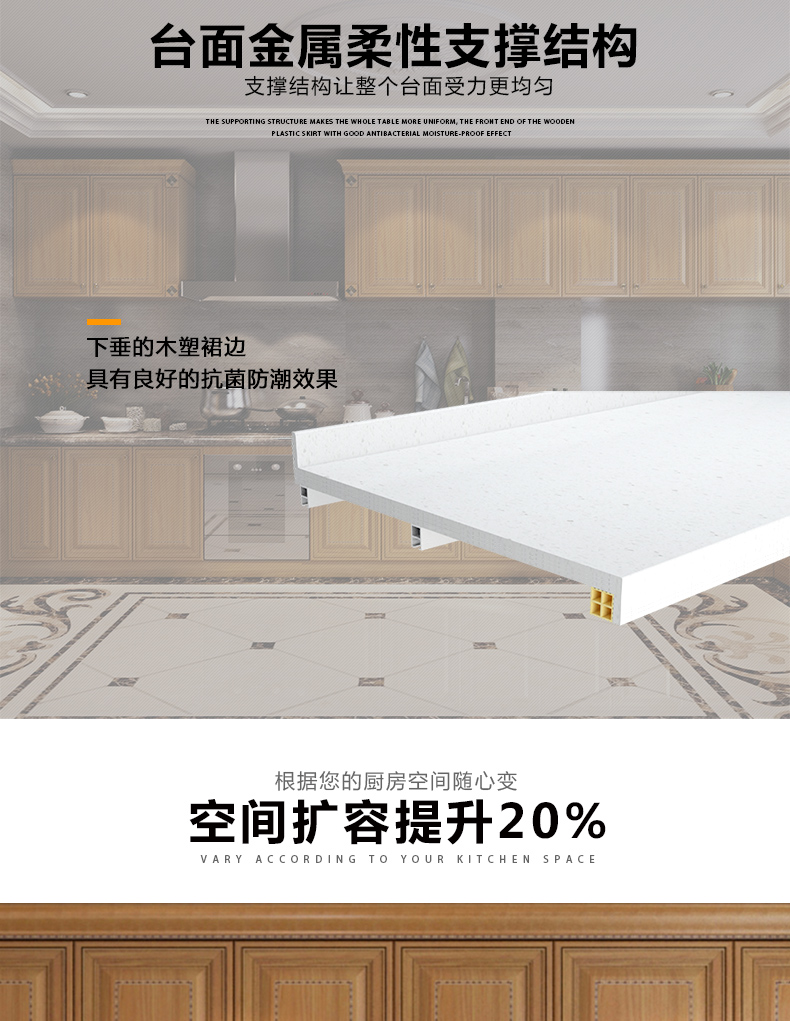 台面金属柔性支撑结构
支撑结构让整个台面受力更均匀
THE SUPPORTING STRUCTURE MAKES THE WHOLE TABLE MORE UNIFORM, THE FRONT END OF THE WOODEN
PLASTIC SKIRT WITH GOOD ANTIBACTERIAL MOISTURE-PROOF EFFECT
下垂的木塑裙边
具有良好的抗菌防潮效果
根据您的厨房空间随心变
空间扩容提升20%
VARY ACCORDING TO YOUR KITCHEN SPACE